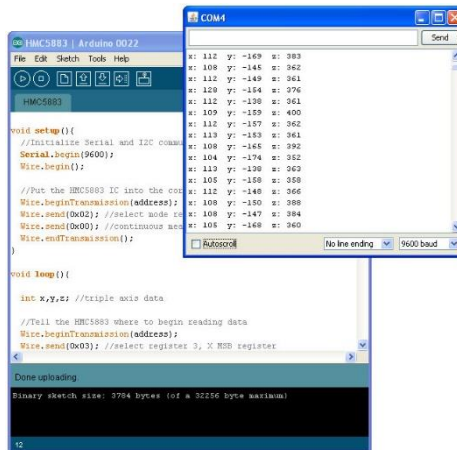 HMC5883 | Arduino 0022
File Edit Sketch Tools Help
HMC5883
void setup(){
//Initialize Serial and I2C
Serial.begin(9600);
Wire.begin();
//Put the HMC5883 IC into the
Wire.beginTransmission(address);
Wire.send(0x02); //select mode
Wire.send(0x00); //continuous
Wire.endTransmission();
}
void loop(){
int x,y,z; //triple axis data
//Tell the HMC5883 where to begin reading data
Wire.beginTransmission(address);
Wire.send(0x03); //select register 3, X MSB register
Done uploading.
Binary sketch size: 3784 bytes (of a 32256 byte maximum)
12
COM4
Send
x: 112 y: -169 z: 383
x: 108 y: -145 z: 362
x: 112 y: -149 z: 361
x: 128 y: -154 z: 376
x: 112 y: -138 z: 361
x: 109 y: -159 z: 400
x: 112 y: -157 z: 362
x: 113 y: -153 z: 361
x: 108 y: -165 z: 392
x: 104 y: -174 z: 352
x: 113 y: -138 z: 363
x: 105 y: -158 z: 358
x: 112 y: -148 z: 366
x: 108 y: -150 z: 388
x: 108 y: -147 z: 384
x: 105 y: -168 z: 360
Autoscroll
No line ending
9600 baud